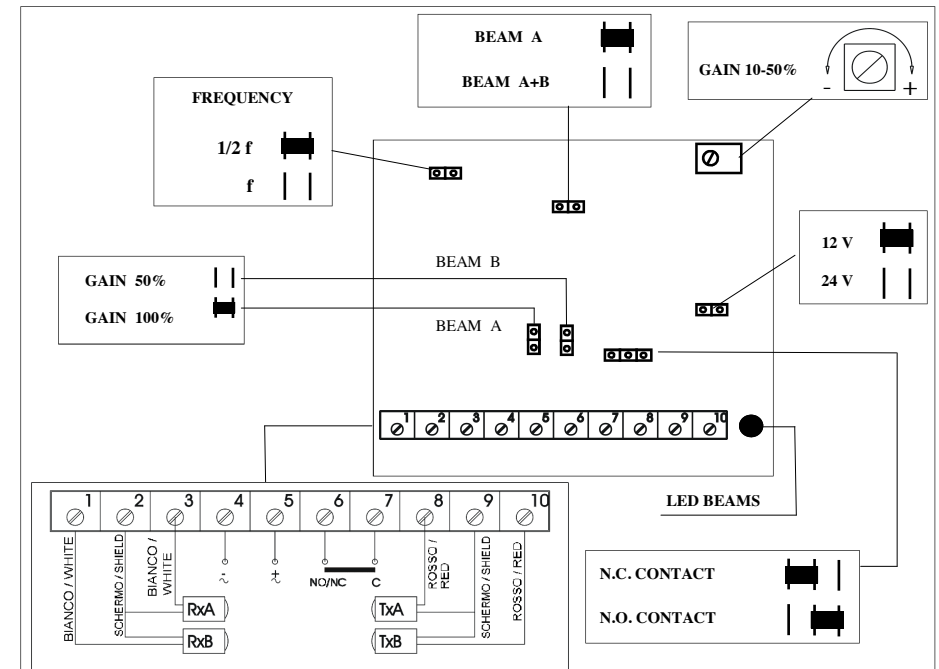 BEAM A
BEAM A+B
GAIN 10-50%
- +
FREQUENCY
1/2 f
f
12 V
24 V
GAIN 50%
GAIN 100%
BEAM B
BEAM A
1 2 3 4 5 6 7 8 9 10
LED BEAMS
1 2 3 4 5 6 7 8 9 10
BIANCO / WHITE
SCHERMO / SHIELD
BIANCO /
WHITE
~-
~+
NO/NC C
ROSSO /
RED
SCHERMO / SHIELD
ROSSO / RED
RxA
TxA
RxB
TxB
N.C. CONTACT
N.O. CONTACT